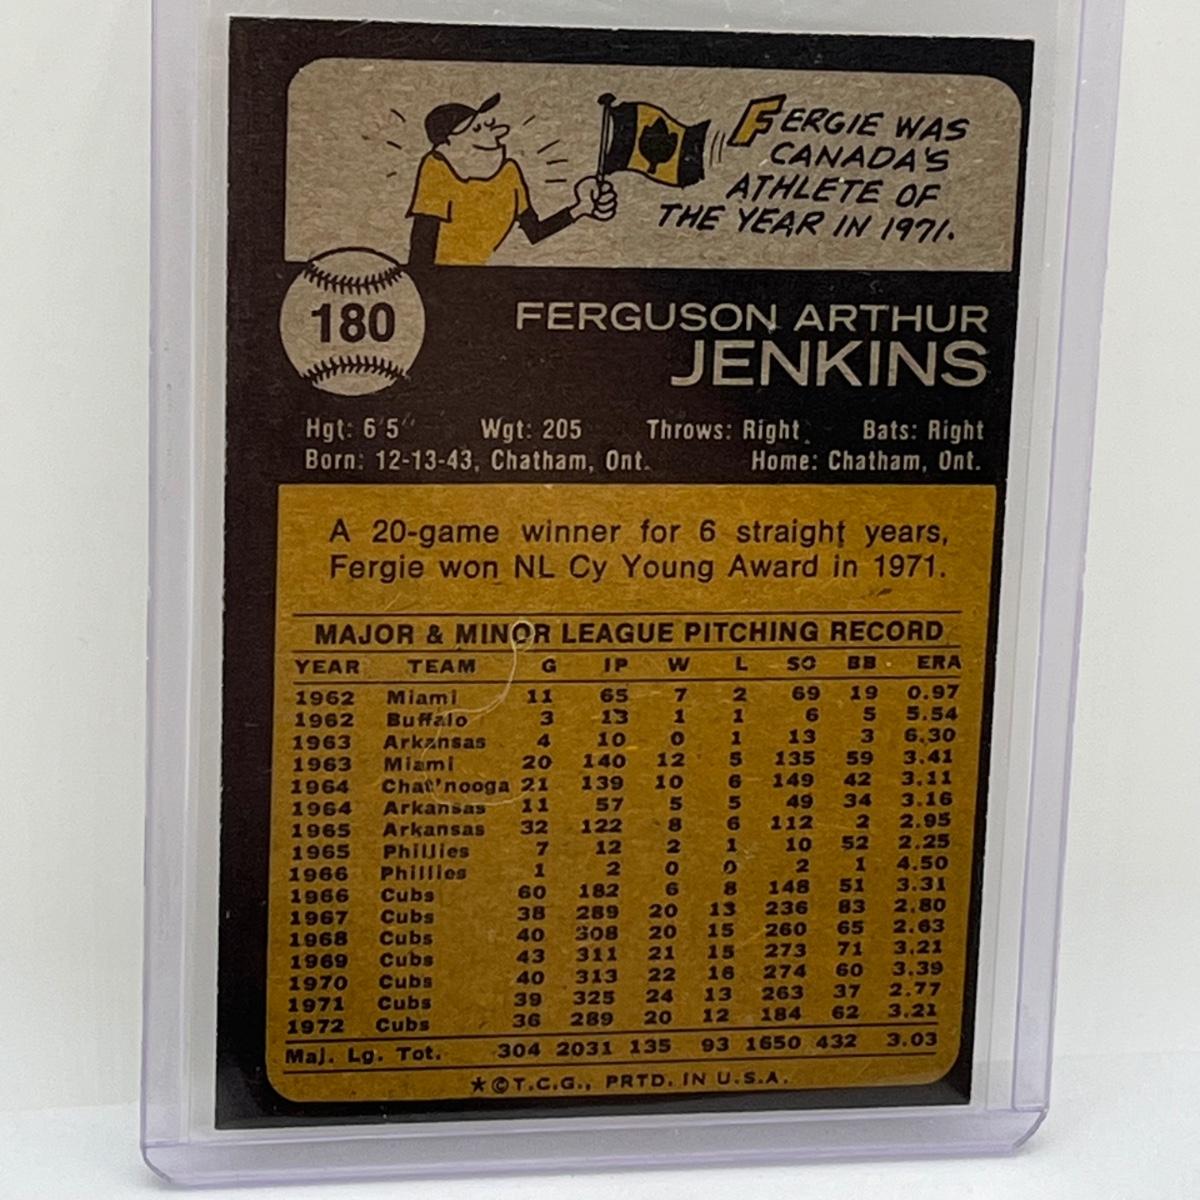 FERGIE WAS
CANADA'S
ATHLETE OF
THE YEAR IN 1971.
180
FERGUSON ARTHUR
JENKINS
Hgt: 6'5" Wgt: 205 Throws: Right Bats: Right
Born: 12-13-43, Chatham, Ont. Home: Chatham, Ont.
A 20-game winner for 6 straight years,
Fergie won NL Cy Young Award in 1971.
MAJOR & MINOR LEAGUE PITCHING RECORD
YEAR TEAM G IP W L SO BB ERA
1962 Miami 11 65 7 2 69 19 0.97
1962 Buffalo 3 13 1 1 6 5 5.54
1963 Arkansas 4 10 0 1 13 3 6.30
1963 Miami 20 140 12 5 135 59 3.41
1964 Chat'nooga 21 139 10 6 149 42 3.11
1964 Arkansas 11 57 5 5 49 34 3.16
1965 Arkansas 32 122 8 6 112 2 2.95
1965 Phillies 7 12 2 1 10 52 2.25
1966 Phillies 1 2 0 0 2 1 4.50
1966 Cubs 60 182 6 8 148 51 3.31
1967 Cubs 38 289 20 13 236 83 2.80
1968 Cubs 40 308 20 15 260 65 2.63
1969 Cubs 43 311 21 15 273 71 3.21
1970 Cubs 40 313 22 16 274 60 3.39
1971 Cubs 39 325 24 13 263 37 2.77
1972 Cubs 36 289 20 12 184 62 3.21
Maj. Lg. Tot. 304 2031 135 93 1650 432 3.03
★©T.C.G., PRTD. IN U.S.A.